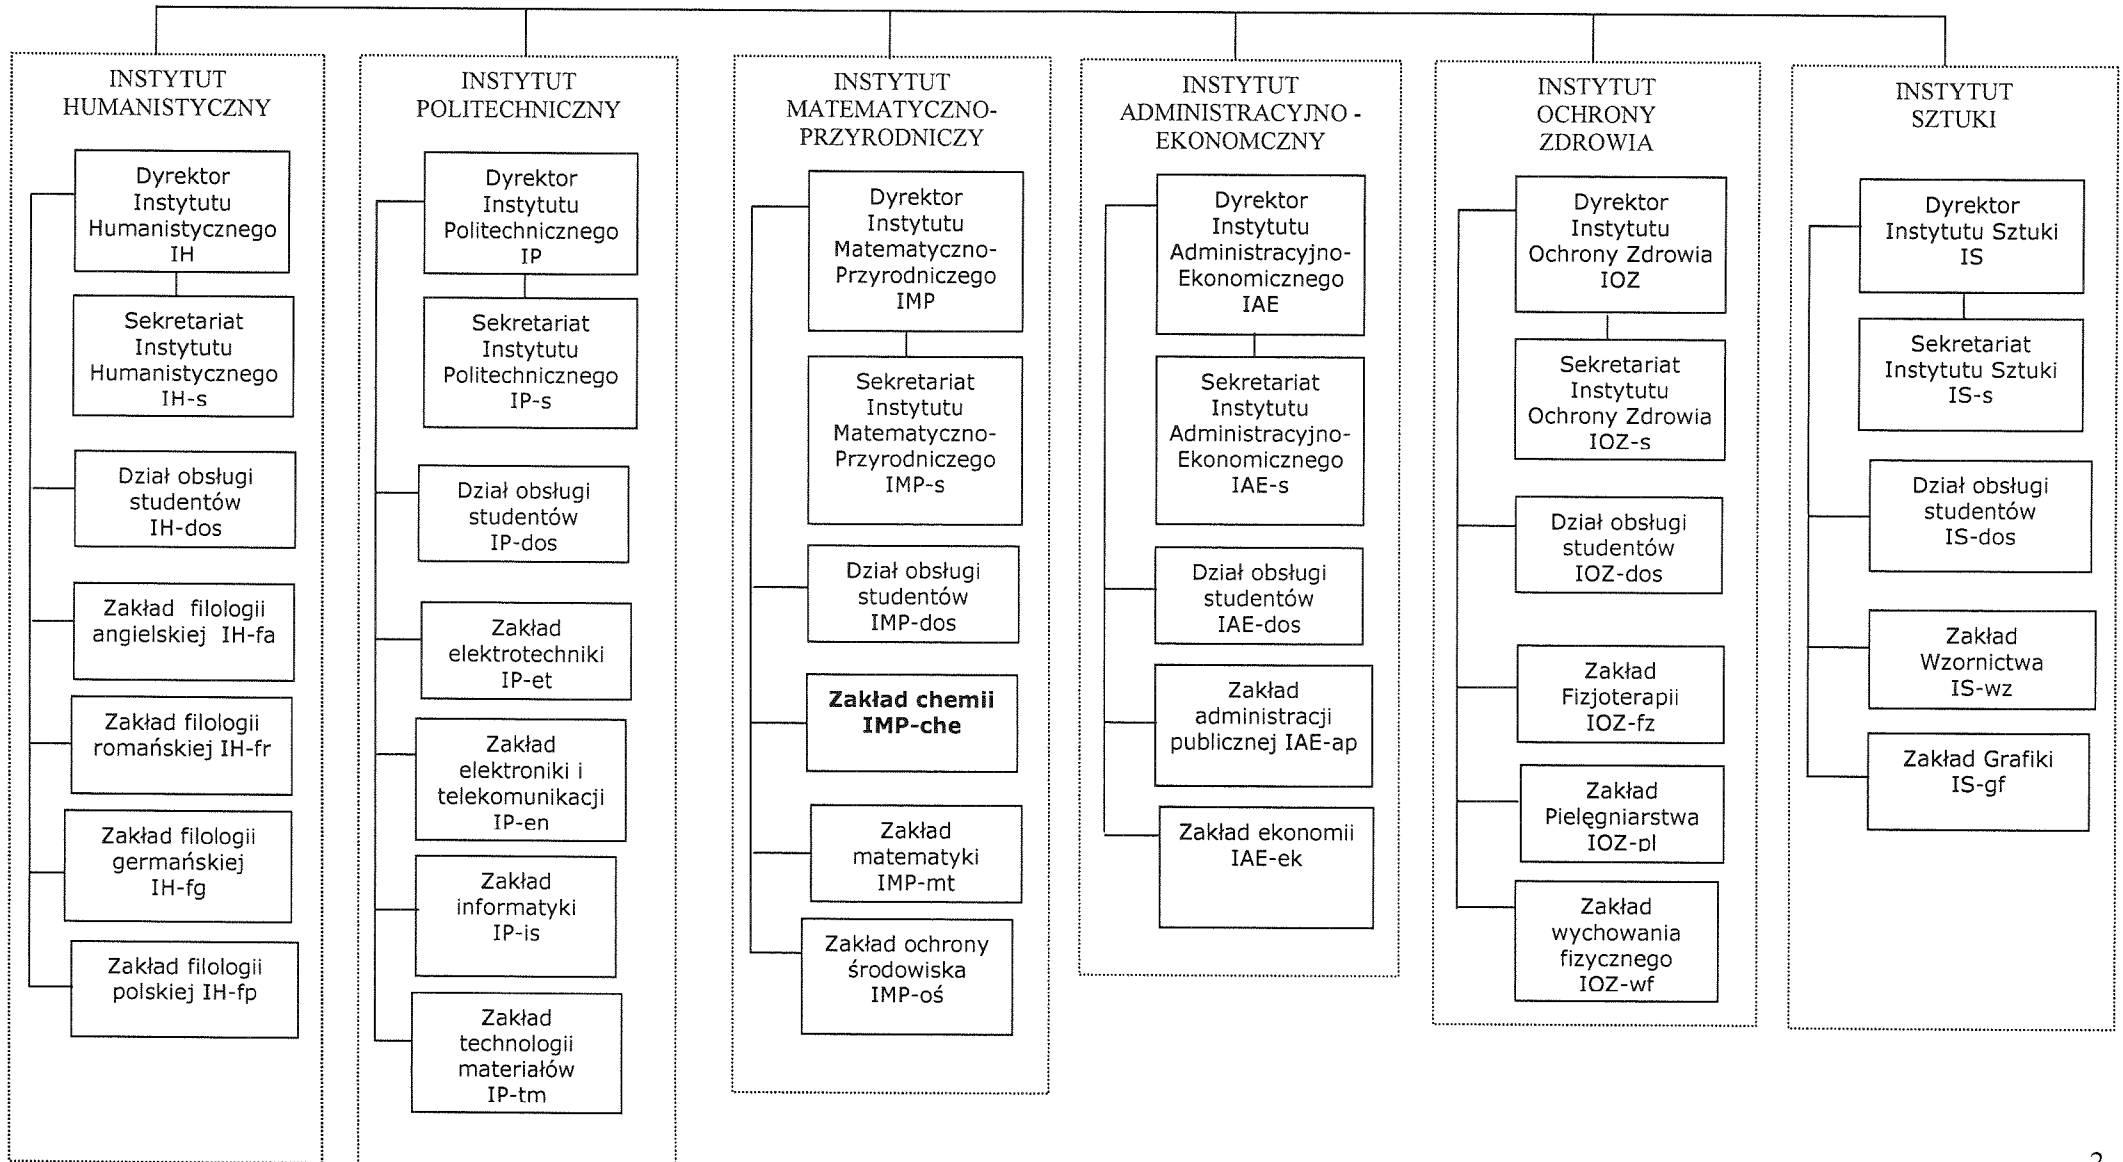 INSTYTUT
HUMANISTYCZNY
Dyrektor
Instytutu
Humanistycznego
IH
Sekretariat
Instytutu
Humanistycznego
IH-s
Dział obsługi
studentów
IH-dos
Zakład filologii
angielskiej IH-fa
Zakład filologii
romańskiej IH-fr
Zakład filologii
germańskiej
IH-fg
Zakład filologii
polskiej IH-fp
INSTYTUT
POLITECHNICZNY
Dyrektor
Instytutu
Politechnicznego
IP
Sekretariat
Instytutu
Politechnicznego
IP-s
Dział obsługi
studentów
IP-dos
Zakład
elektrotechniki
IP-et
Zakład
elektroniki i
telekomunikacji
IP-en
Zakład
informatyki
IP-is
Zakład
technologii
materiałów
IP-tm
INSTYTUT
MATEMATYCZNO-
PRZYRODNICZY
Dyrektor
Instytutu
Matematyczno-
Przyrodniczego
IMP
Sekretariat
Instytutu
Matematyczno-
Przyrodniczego
IMP-s
Dział obsługi
studentów
IMP-dos
Zakład chemii
IMP-che
Zakład
matematyki
IMP-mt
Zakład ochrony
środowiska
IMP-oś
INSTYTUT
ADMINISTRACYJNO -
EKONOMCZNY
Dyrektor
Instytutu
Administracyjno-
Ekonomicznego
IAE
Sekretariat
Instytutu
Administracyjno-
Ekonomicznego
IAE-s
Dział obsługi
studentów
IAE-dos
Zakład
administracji
publicznej IAE-ap
Zakład ekonomii
IAE-ek
INSTYTUT
OCHRONY
ZDROWIA
Dyrektor
Instytutu
Ochrony Zdrowia
IOZ
Sekretariat
Instytutu
Ochrony Zdrowia
IOZ-s
Dział obsługi
studentów
IOZ-dos
Zakład
Fizjoterapii
IOZ-fz
Zakład
Pielęgniarstwa
IOZ-pl
Zakład
wychowania
fizycznego
IOZ-wf
INSTYTUT
SZTUKI
Dyrektor
Instytutu Sztuki
IS
Sekretariat
Instytutu Sztuki
IS-s
Dział obsługi
studentów
IS-dos
Zakład
Wzornictwa
IS-wz
Zakład Grafiki
IS-gf